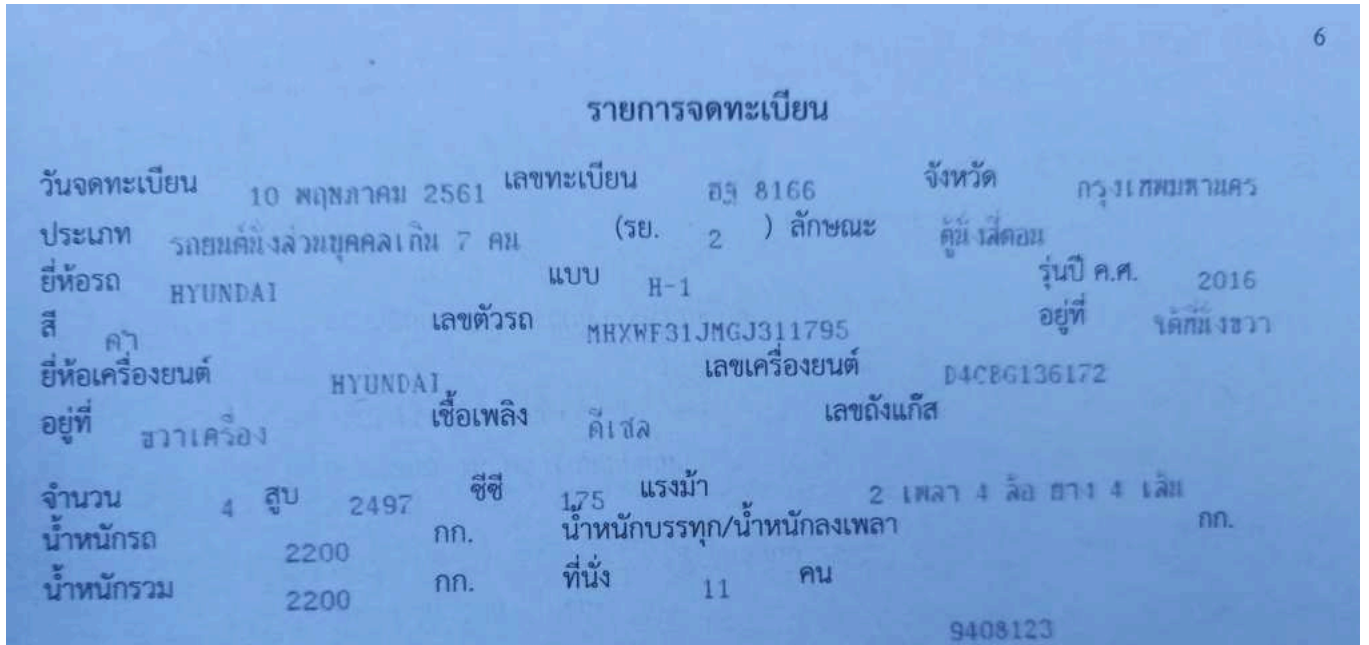 6
รายการจดทะเบียน
วันจดทะเบียน 10 พฤษภาคม 2561 เลขทะเบียน 8166 จังหวัด กรุงเทพมหานคร
ประเภท รถยนต์นั่งส่วนบุคคลเกิน 7 คน (รย. 2 ) ลักษณะ ตู้นั่งสี่ตอน
ยี่ห้อรถ HYUNDAI แบบ H-1 รุ่นปี ค.ศ. 2016
สี ดำ เลขตัวรถ MHXWF31JMGJ311795 อยู่ที่ ใต้ที่นั่งขวา
ยี่ห้อเครื่องยนต์ HYUNDAI เลขเครื่องยนต์ D4CBG136172
อยู่ที่ ขวาเครื่อง เชื้อเพลิง ดีเซล เลขถังแก๊ส
จำนวน 4 สูบ 2497 ซีซี 175 แรงม้า 2 เพลา 4 ล้อ ยาง 4 เส้น
น้ำหนักรถ 2200 กก. น้ำหนักบรรทุก/น้ำหนักลงเพลา กก.
น้ำหนักรวม 2200 กก. ที่นั่ง 11 คน
9408123